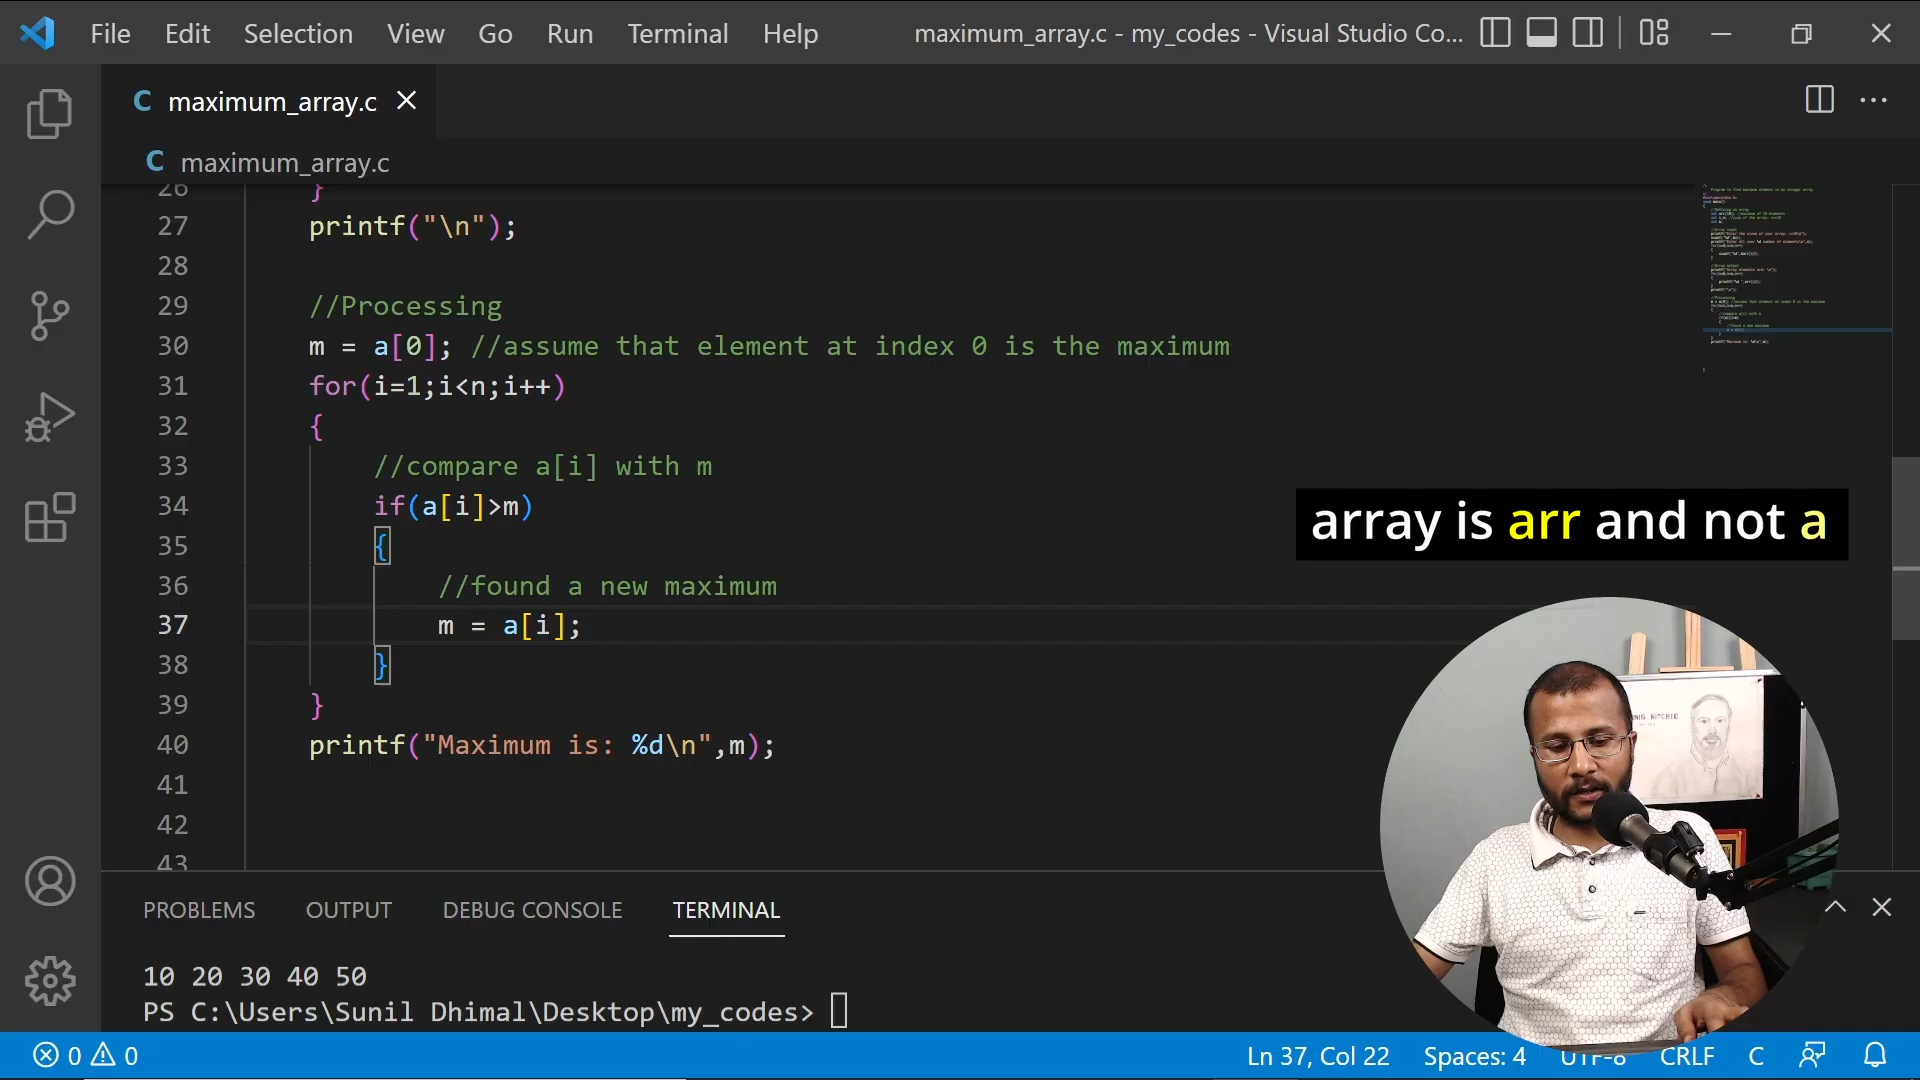 File Edit Selection View Go Run Terminal Help maximum_array.c - my_codes - Visual Studio Co...
C maximum_array.c
C maximum_array.c
26 }
27 printf("\n");
28
29 //Processing
30 m = a[0]; //assume that element at index 0 is the maximum
31 for(i=1;i<n;i++)
32 {
33 //compare a[i] with m
34 if(a[i]>m)
array is arr and not a
35 {
36 //found a new maximum
37 m = a[i];
38 }
39 }
40 printf("Maximum is: %d\n",m);
41
42
43
PROBLEMS OUTPUT DEBUG CONSOLE TERMINAL
10 20 30 40 50
PS C:\Users\Sunil Dhimal\Desktop\my_codes>
0 0 Ln 37, Col 22 Spaces: 4 UTF-8 CRLF C